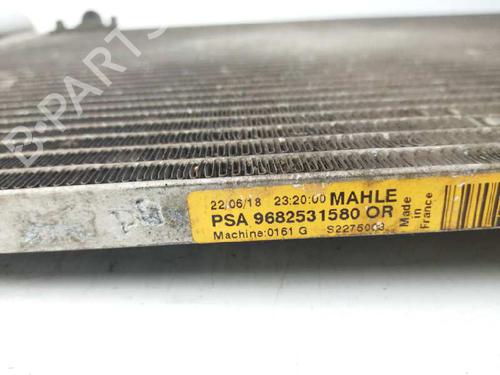 B-PARTS
22/06/18 23:20:00 MAHLE
PSA 9682531580 OR
Machine:0161 G S2275003
Made in France